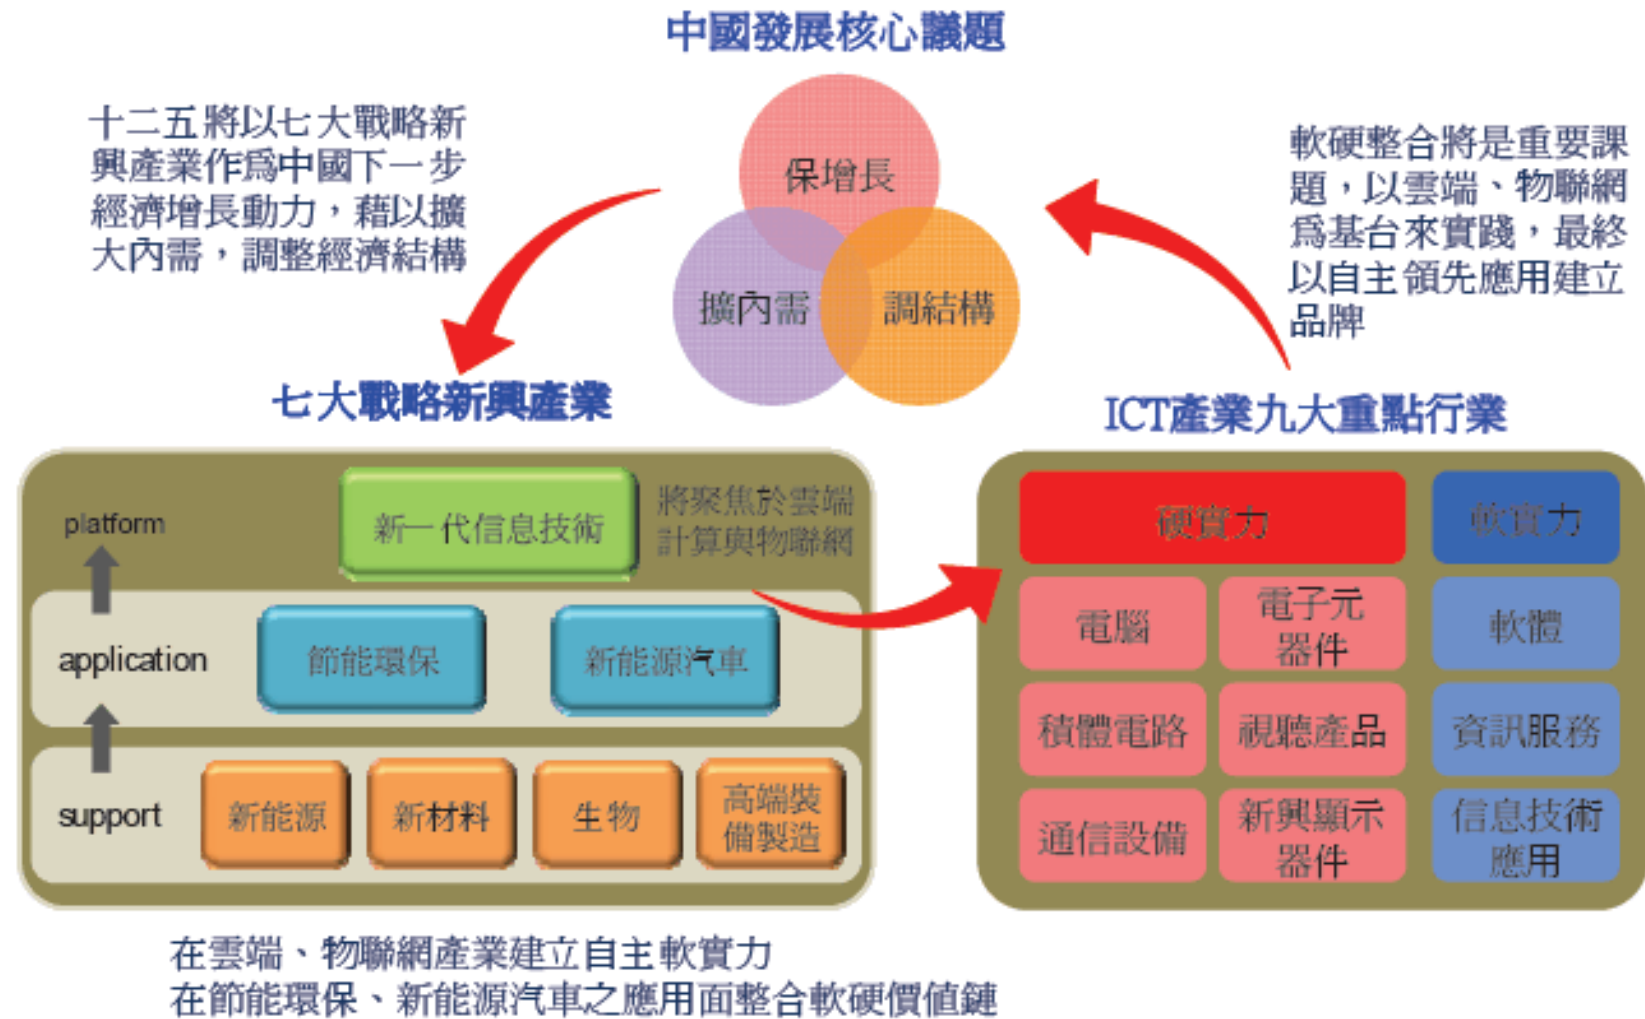 中國發展核心議題
十二五將以七大戰略新
興產業作為中國下一步
經濟增長動力，藉以擴
大內需，調整經濟結構
保增長
擴內需
調結構
軟硬整合將是重要課
題，以雲端、物聯網
為基台來實踐，最終
以自主領先應用建立
品牌
七大戰略新興產業
platform
新一代信息技術
將聚焦於雲端
計算與物聯網
application
節能環保
新能源汽車
support
新能源
新材料
生物
高端裝
備製造
ICT產業九大重點行業
硬實力
軟實力
電腦
電子元
器件
軟體
積體電路
視聽產品
資訊服務
通信設備
新興顯示
器件
信息技術
應用
在雲端、物聯網產業建立自主軟實力
在節能環保、新能源汽車之應用面整合軟硬價值鏈